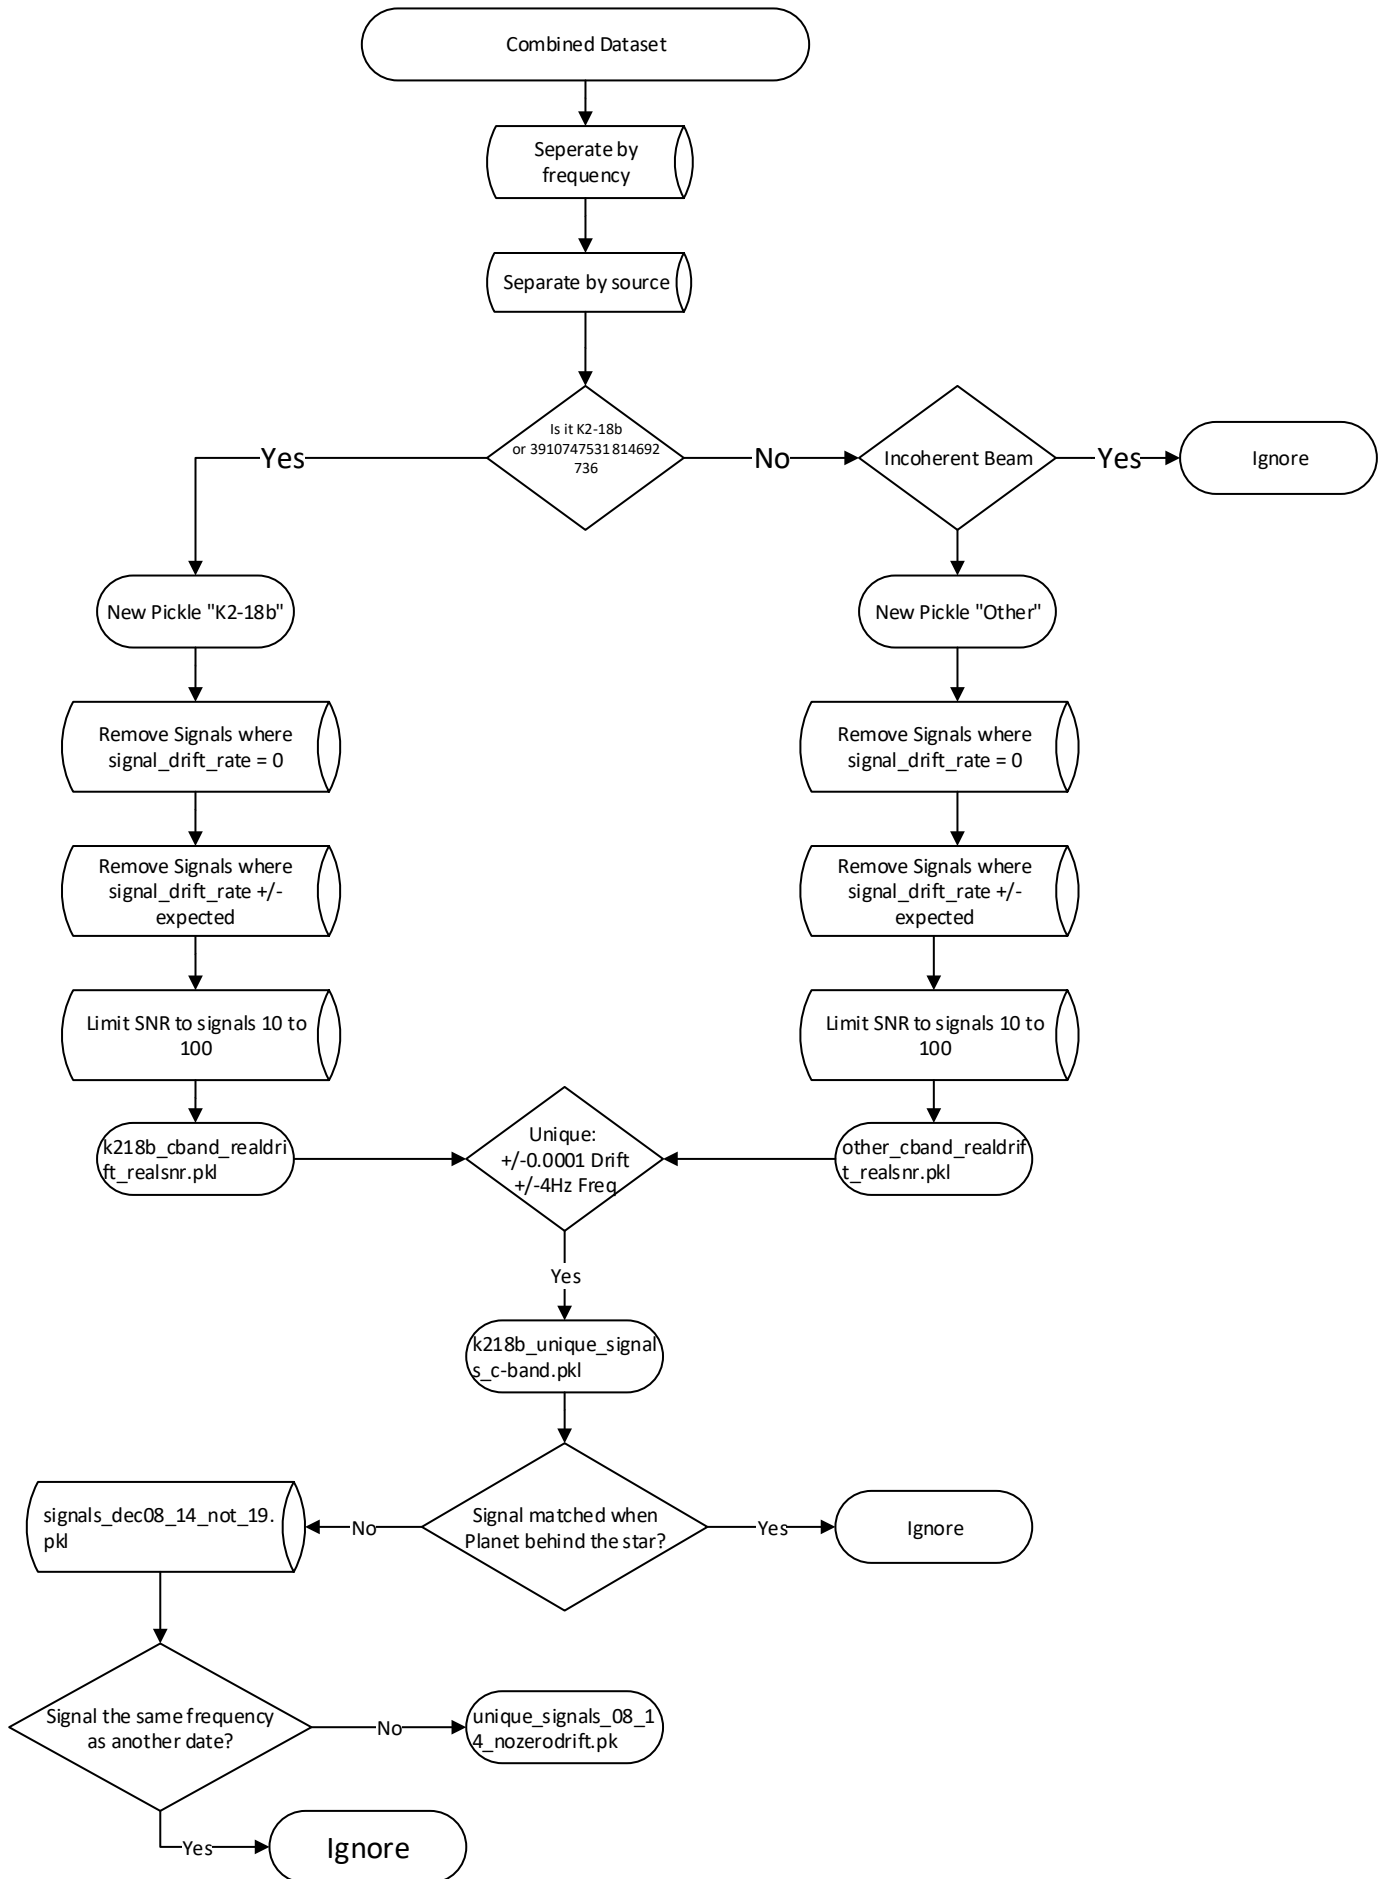 Combined Dataset
Seperate by
frequency
Separate by source
Is it K2-18b
or 3910747531814692
736
Yes
No
Incoherent Beam
Yes
Ignore
New Pickle "K2-18b"
New Pickle "Other"
Remove Signals where
signal_drift_rate = 0
Remove Signals where
signal_drift_rate = 0
Remove Signals where
signal_drift_rate +/-
expected
Remove Signals where
signal_drift_rate +/-
expected
Limit SNR to signals 10 to
100
Limit SNR to signals 10 to
100
k218b_cband_realdri
ft_realsnr.pkl
Unique:
+/-0.0001 Drift
+/-4Hz Freq
other_cband_realdrif
t_realsnr.pkl
Yes
k218b_unique_signal
s_c-band.pkl
signals_dec08_14_not_19.
pkl
No
Signal matched when
Planet behind the star?
Yes
Ignore
Signal the same frequency
as another date?
No
unique_signals_08_1
4_nozerodrift.pk
Yes
Ignore